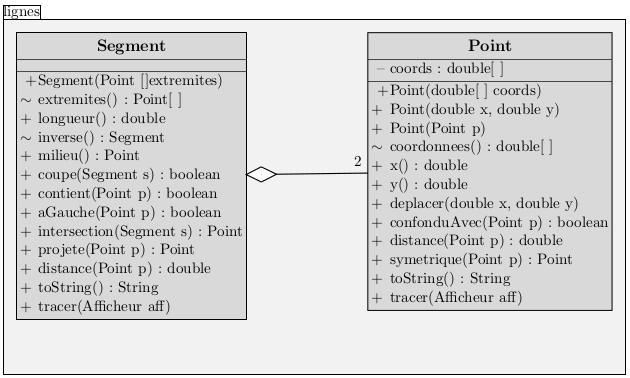 lignes
Segment
+Segment(Point []extremites)
~ extremites() : Point[ ]
+ longueur() : double
~ inverse() : Segment
+ milieu() : Point
+ coupe(Segment s) : boolean
+ contient(Point p) : boolean
+ aGauche(Point p) : boolean
+ intersection(Segment s) : Point
+ projete(Point p) : Point
+ distance(Point p) : double
+ toString() : String
+ tracer(Afficheur aff)
2
Point
– coords : double[ ]
+Point(double[ ] coords)
+ Point(double x, double y)
+ Point(Point p)
~ coordonnees() : double[ ]
+ x() : double
+ y() : double
+ deplacer(double x, double y)
+ confonduAvec(Point p) : boolean
+ distance(Point p) : double
+ symetrique(Point p) : Point
+ toString() : String
+ tracer(Afficheur aff)